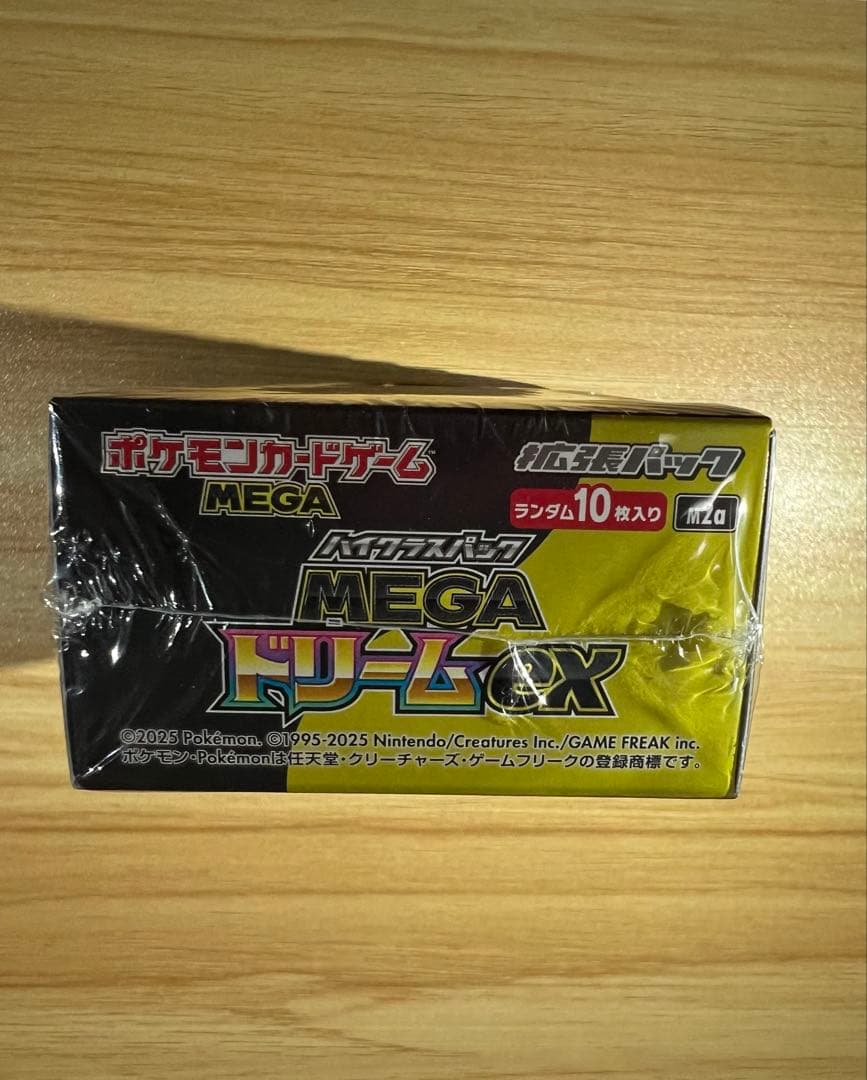 ポケモンカードゲーム™
MEGA
拡張パック
ランダム10枚入り M2a
ハイクラスパック
MEGA
ドリームex
©2025 Pokémon. ©1995-2025 Nintendo/Creatures Inc./GAME FREAK inc.
ポケモン・Pokémonは任天堂・クリーチャーズ・ゲームフリークの登録商標です。